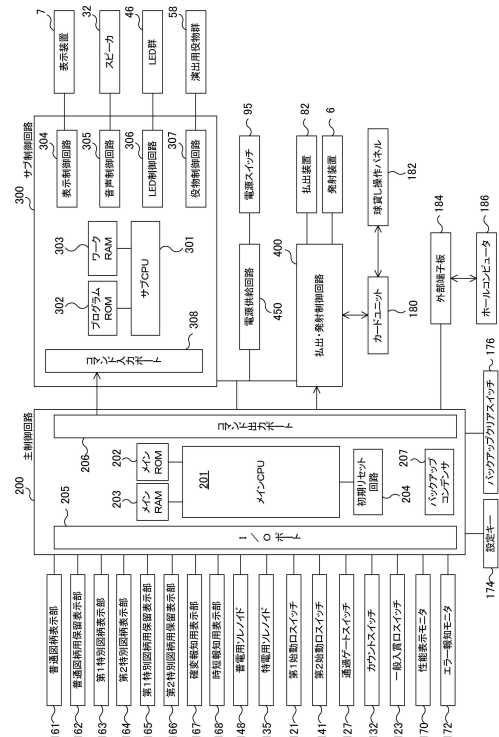 161
普通図柄表示部
162
普通図柄用保留表示部
163
第1特別図柄表示部
164
第2特別図柄表示部
165
第1特別図柄用保留表示部
166
第2特別図柄用保留表示部
167
確変報知用表示部
168
時短報知用表示部
148
普電用ソレノイド
135
特電用ソレノイド
121
第1始動口スイッチ
141
第2始動口スイッチ
127
通過ゲートスイッチ
132
カウントスイッチ
123
一般入賞口スイッチ
170
性能表示モニタ
172
エラー報知モニタ
200
主制御回路
205
I/Oポート
206
コマンド出力ポート
203
メインRAM
202
メインROM
201
メインCPU
初期リセット回路
204
207
バックアップコンデンサ
174
設定キー
176
バックアップクリアスイッチ
300
サブ制御回路
コマンド入力ポート
308
302
プログラムROM
303
ワークRAM
301
サブCPU
304
表示制御回路
305
音声制御回路
306
LED制御回路
307
役物制御回路
7
表示装置
32
スピーカ
46
LED群
58
演出用役物群
電源供給回路
450
95
電源スイッチ
400
払出・発射制御回路
82
払出装置
6
発射装置
カードユニット
180
球貸し操作パネル
182
外部端子板
184
ホールコンピュータ
186